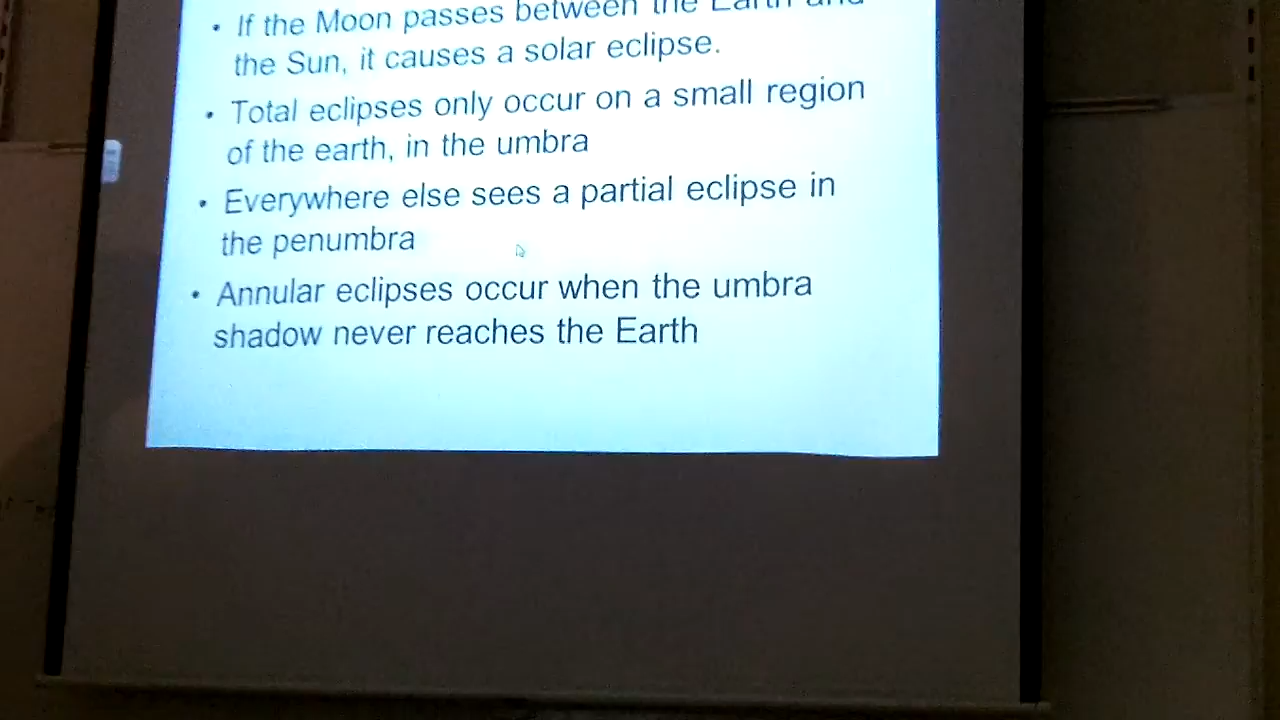 • If the Moon passes between the Earth and
the Sun, it causes a solar eclipse.
• Total eclipses only occur on a small region
of the earth, in the umbra
• Everywhere else sees a partial eclipse in
the penumbra
• Annular eclipses occur when the umbra
shadow never reaches the Earth